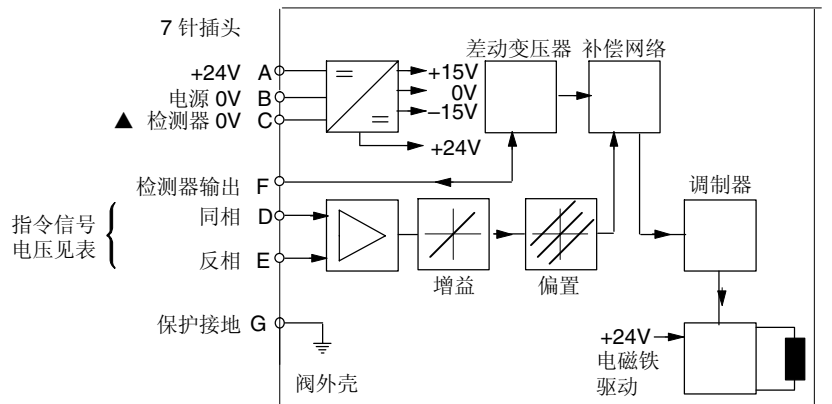 7 针插头
+24V A
电源 0V B
▲ 检测器 0V C
+15V
0V
–15V
+24V
差动变压器
补偿网络
检测器输出 F
指令信号
电压见表
同相 D
反相 E
增益
偏置
调制器
保护接地 G
阀外壳
+24V
电磁铁
驱动